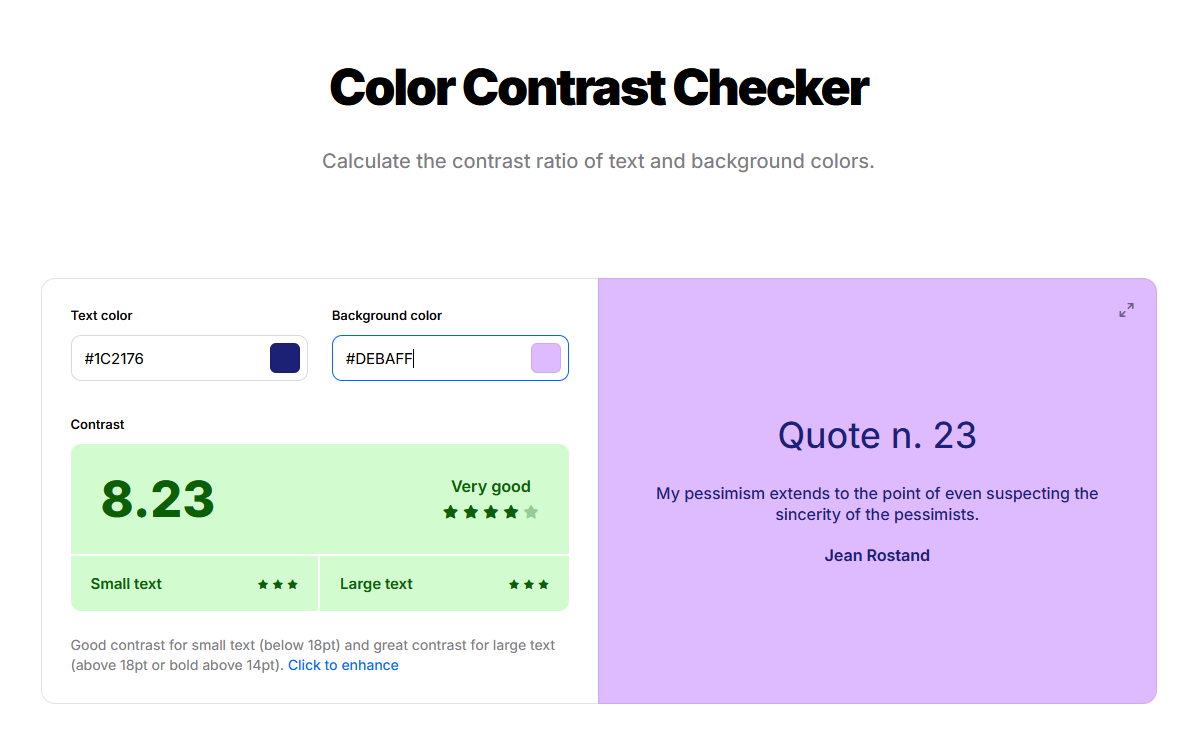 Color Contrast Checker
Calculate the contrast ratio of text and background colors.
Text color
Background color
#1C2176
#DEBAFF
Contrast
8.23
Very good
Small text
Large text
Good contrast for small text (below 18pt) and great contrast for large text
(above 18pt or bold above 14pt). Click to enhance
Quote n. 23
My pessimism extends to the point of even suspecting the
sincerity of the pessimists.
Jean Rostand